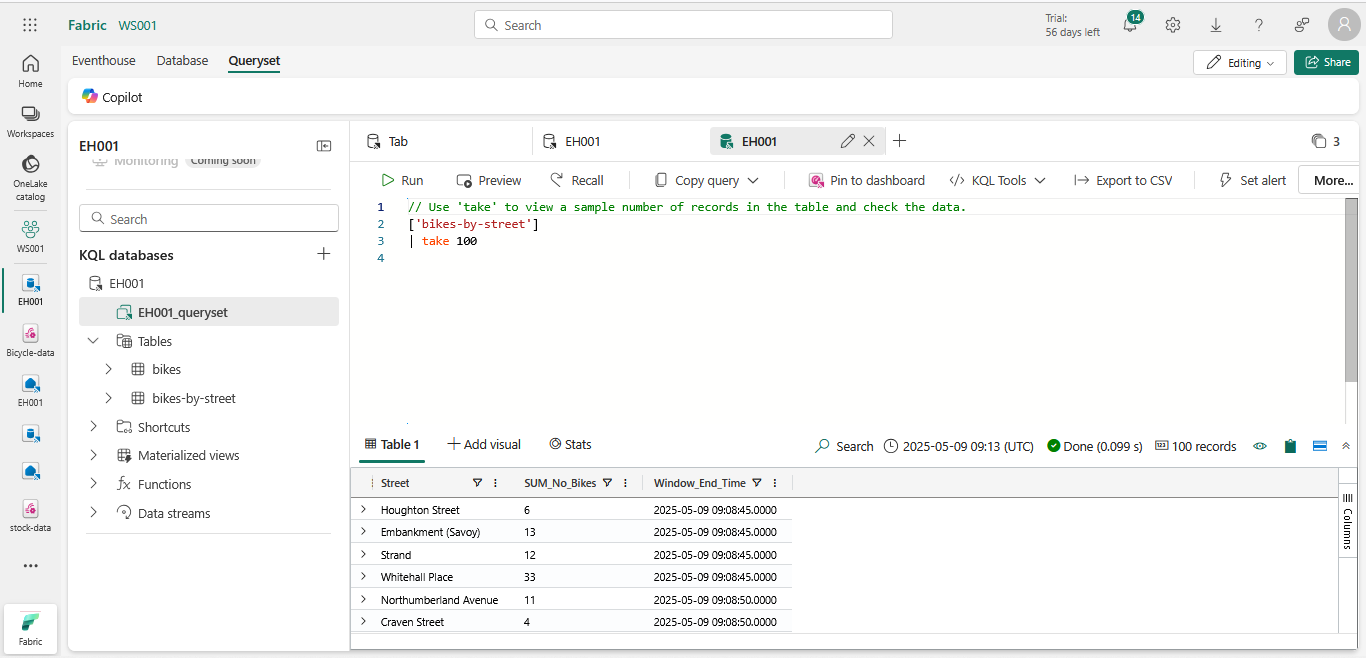 Fabric WS001
Search
Trial:
56 days left
14
Home
Workspaces
OneLake
catalog
WS001
EH001
Bicycle-data
EH001
stock-data
Fabric
Eventhouse Database Queryset
Editing
Share
Copilot
EH001
Monitoring Coming soon
Search
KQL databases
EH001
EH001_queryset
Tables
bikes
bikes-by-street
Shortcuts
Materialized views
Functions
Data streams
Tab EH001 EH001 3
Run Preview Recall Copy query Pin to dashboard KQL Tools Export to CSV Set alert More...
1 // Use 'take' to view a sample number of records in the table and check the data.
2 ['bikes-by-street']
3 | take 100
4
Table 1 Add visual Stats Search 2025-05-09 09:13 (UTC) Done (0.099 s) 123 100 records
Street SUM_No_Bikes Window_End_Time
Houghton Street 6 2025-05-09 09:08:45.0000
Embankment (Savoy) 13 2025-05-09 09:08:45.0000
Strand 12 2025-05-09 09:08:45.0000
Whitehall Place 33 2025-05-09 09:08:45.0000
Northumberland Avenue 11 2025-05-09 09:08:50.0000
Craven Street 4 2025-05-09 09:08:50.0000
Columns